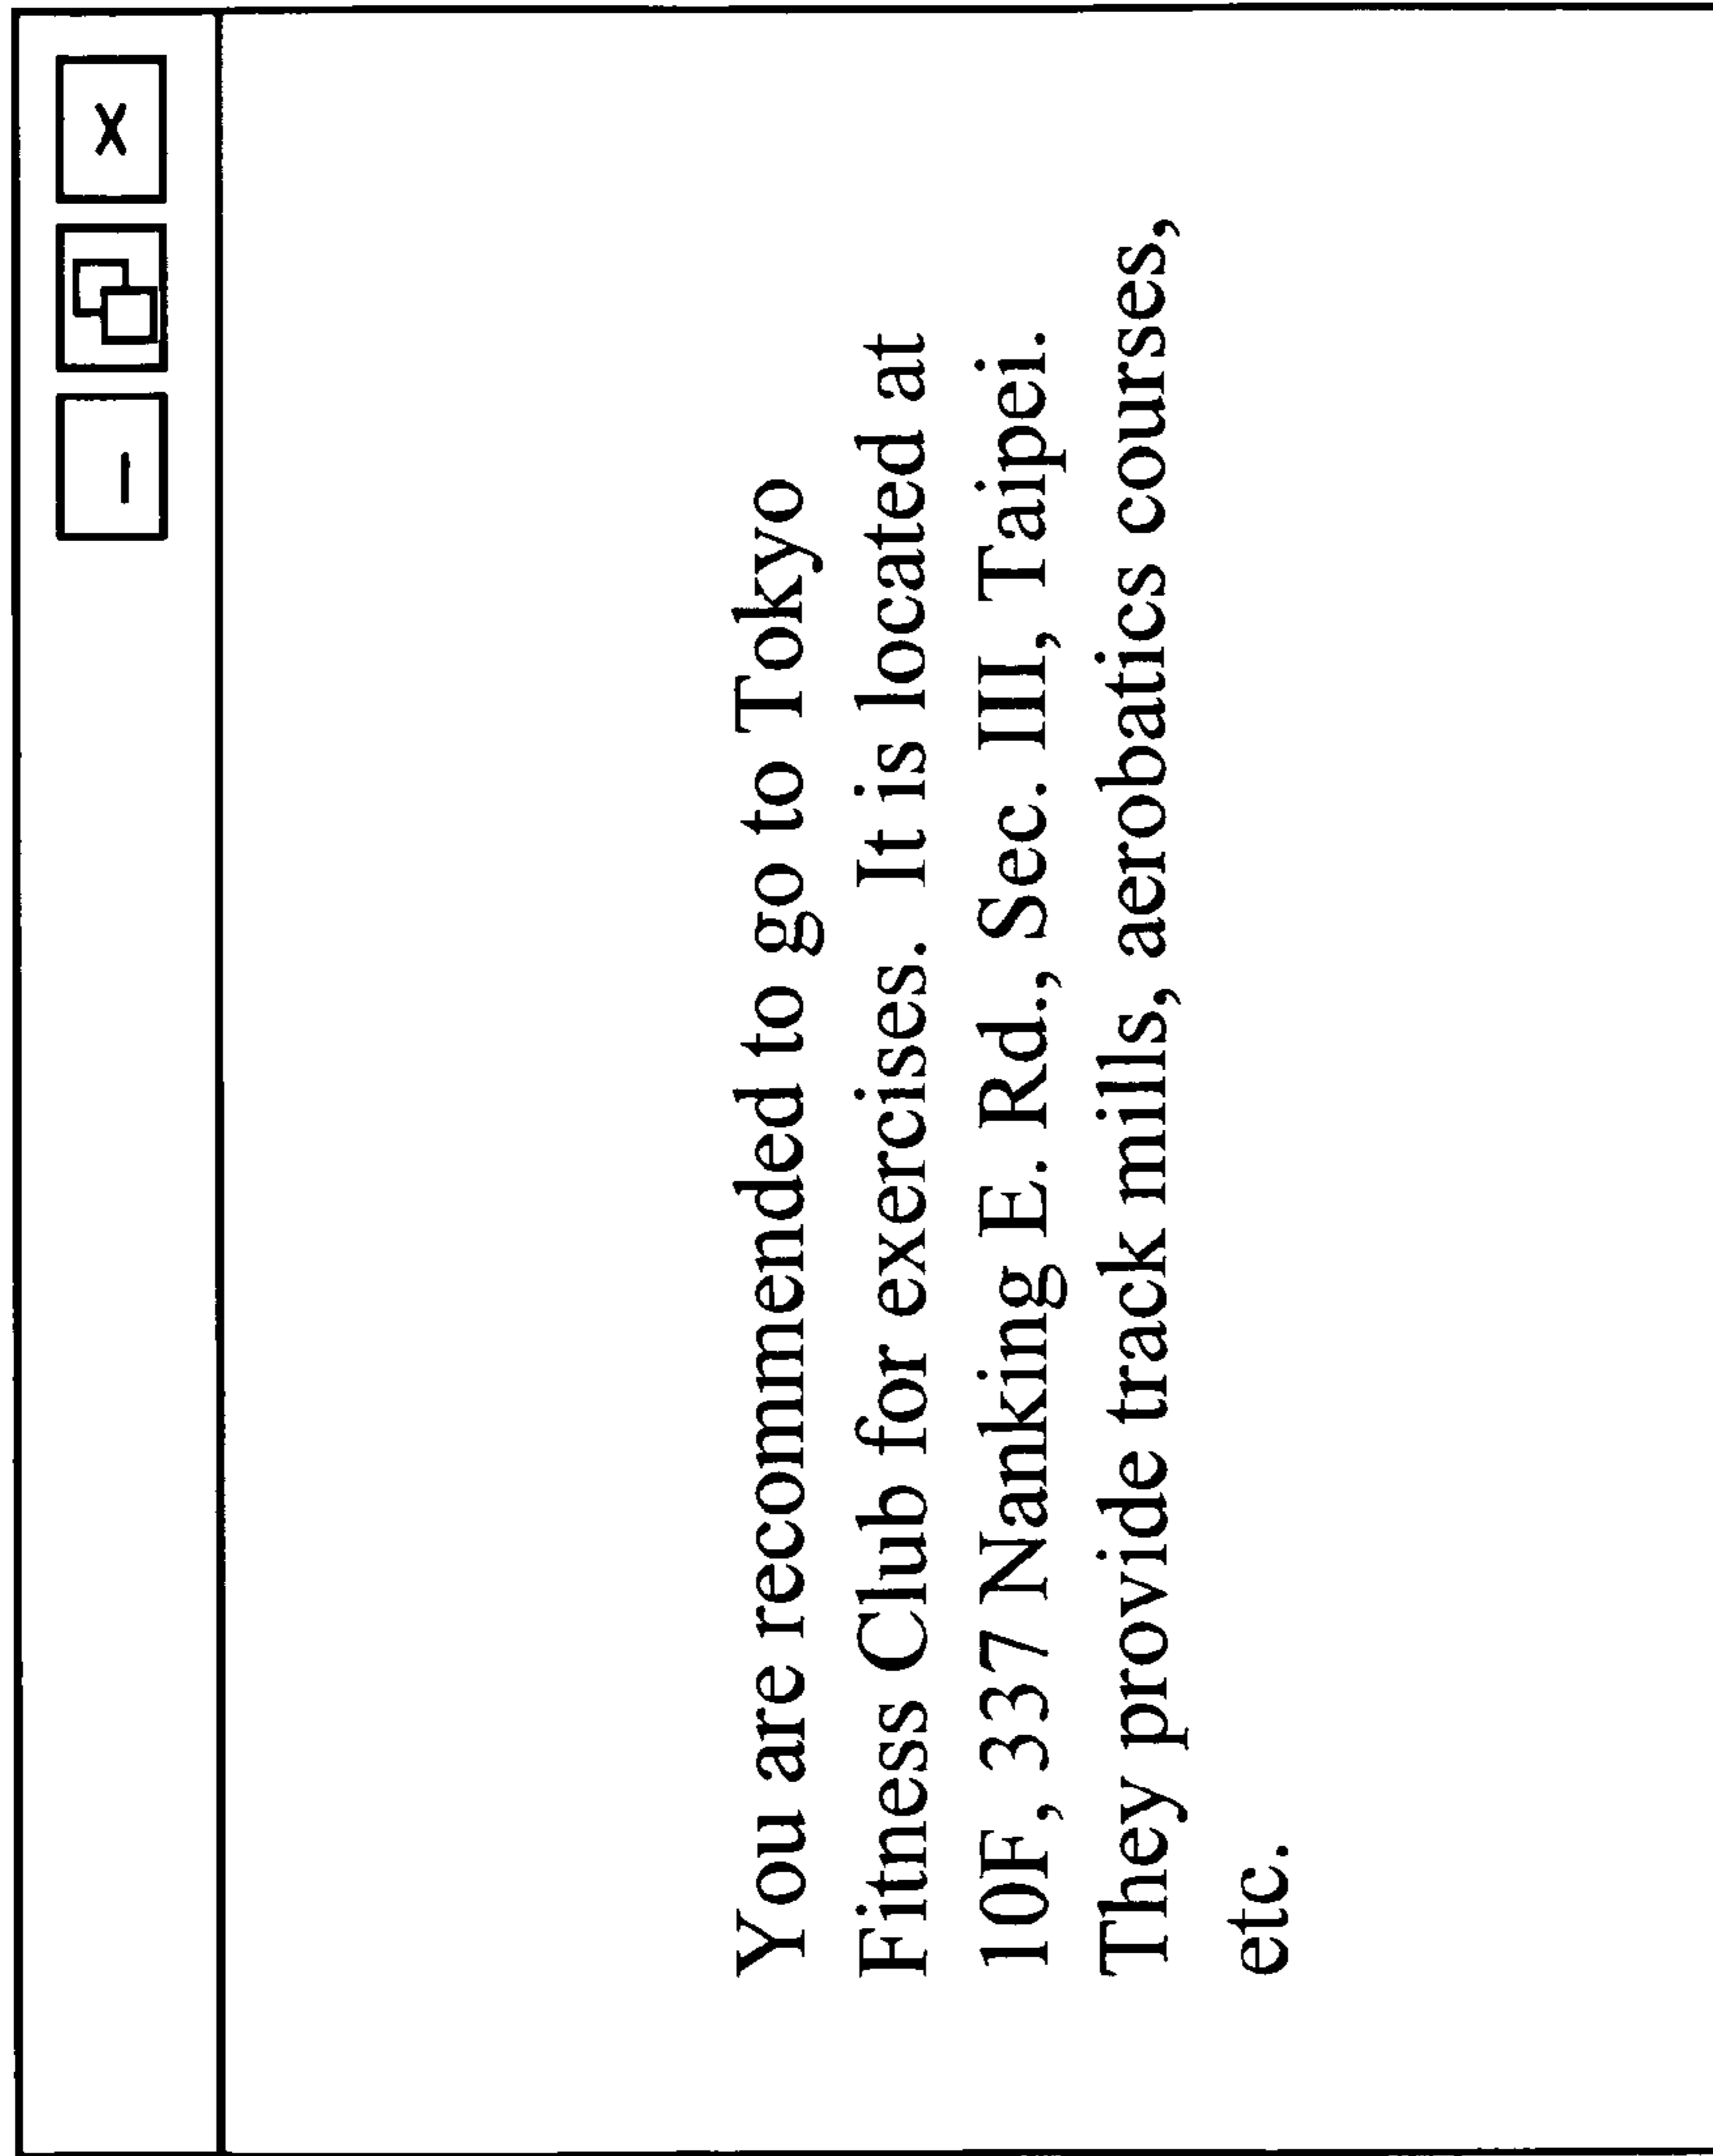 You are recommended to go to Tokyo
Fitness Club for exercises. It is located at
10F, 337 Nanking E. Rd., Sec. III, Taipei.
They provide track mills, aerobatics courses,
etc.